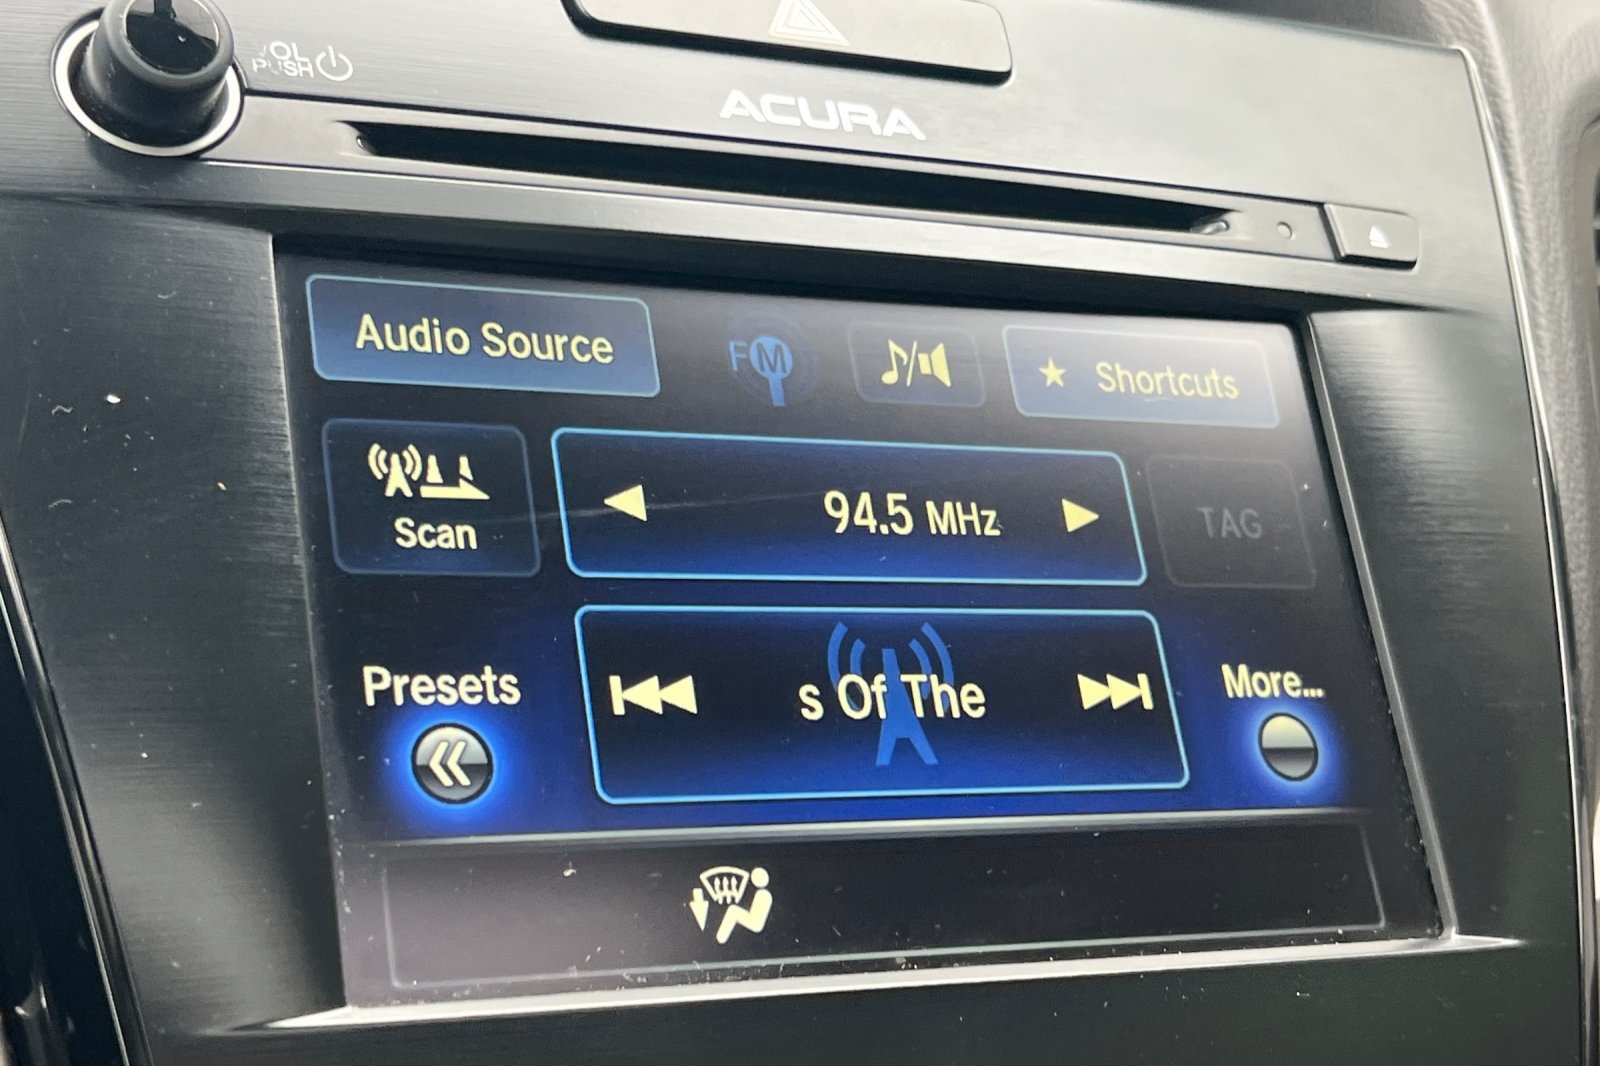 VOL
PUSH
ACURA
Audio Source
FM
Shortcuts
Scan
94.5 MHz
TAG
Presets
s Of The
More...